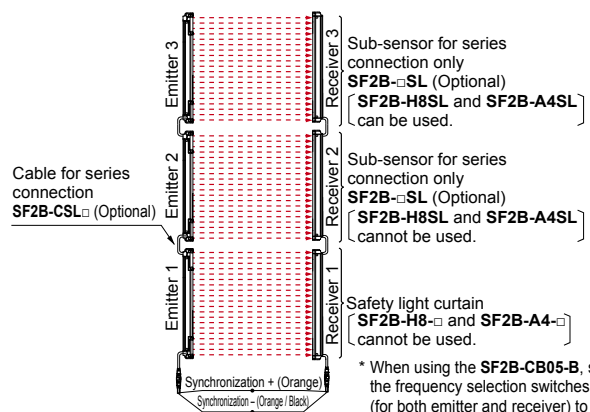 Emitter 3
Receiver 3
Sub-sensor for series
connection only
SF2B-□SL (Optional)
SF2B-H8SL and SF2B-A4SL
can be used.
Emitter 2
Receiver 2
Sub-sensor for series
connection only
SF2B-□SL (Optional)
SF2B-H8SL and SF2B-A4SL
cannot be used.
Cable for series
connection
SF2B-CSL□ (Optional)
Emitter 1
Receiver 1
Safety light curtain
SF2B-H8-□ and SF2B-A4-□
cannot be used.
Synchronization + (Orange)
Synchronization – (Orange / Black)
* When using the SF2B-CB05-B, s
the frequency selection switches
(for both emitter and receiver) to